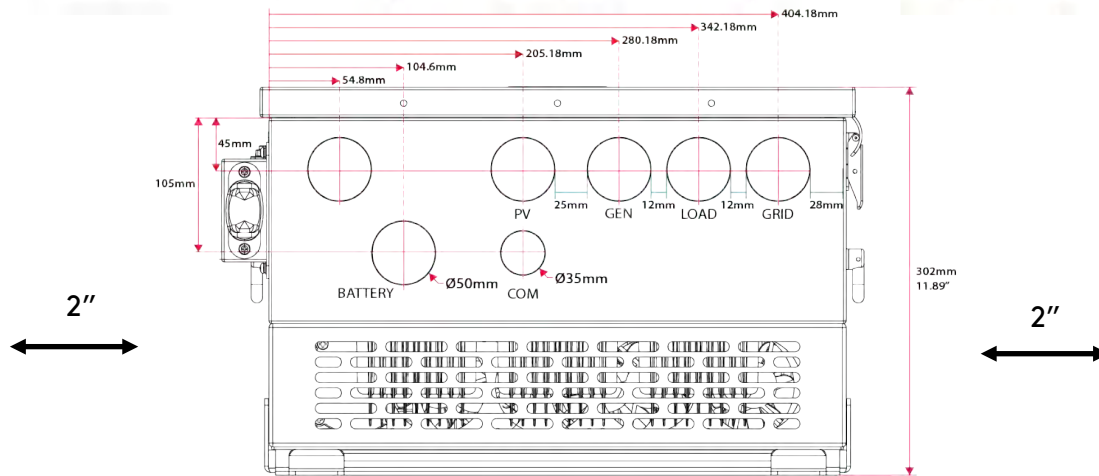 404.18mm
342.18mm
280.18mm
205.18mm
104.6mm
54.8mm
45mm
105mm
25mm
12mm
12mm
28mm
PV
GEN
LOAD
GRID
BATTERY
Ø50mm
COM
Ø35mm
302mm
11.89"
2"
2"